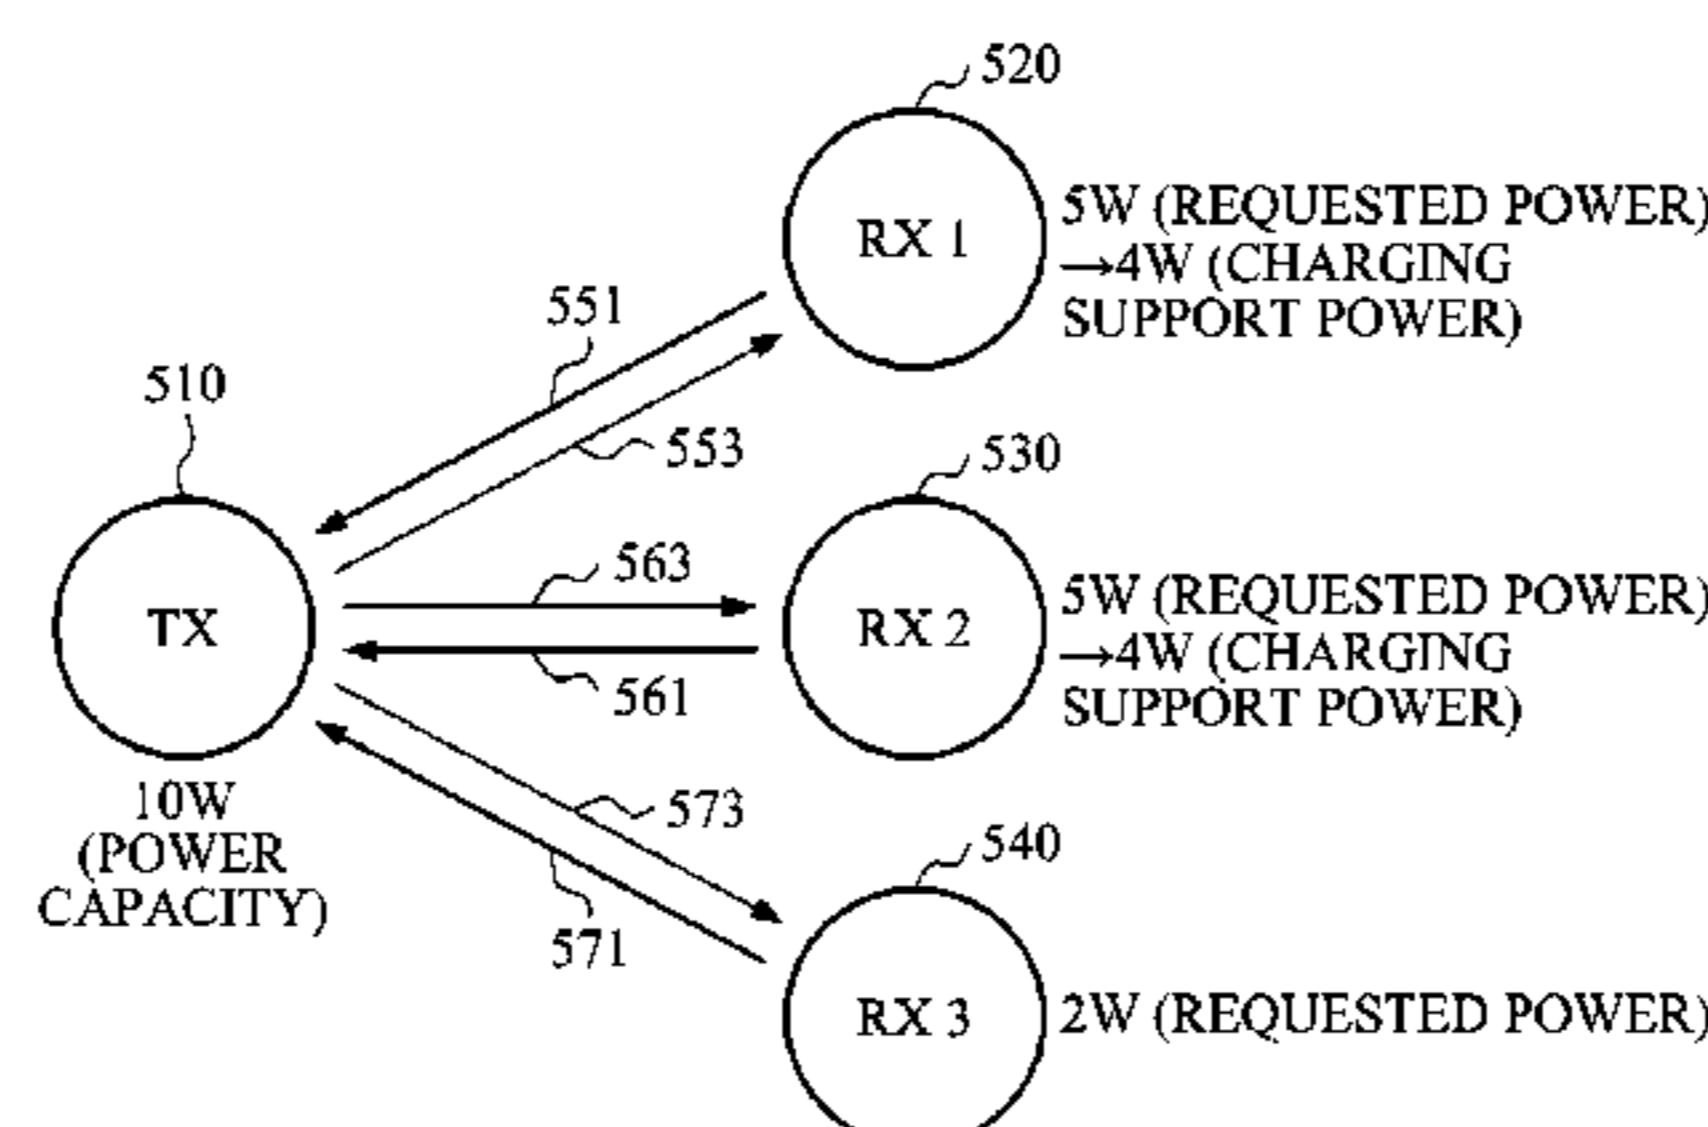 520
RX 1
5W (REQUESTED POWER)
→4W (CHARGING
SUPPORT POWER)
551
553
510
TX
10W
(POWER
CAPACITY)
530
563
561
RX 2
5W (REQUESTED POWER)
→4W (CHARGING
SUPPORT POWER)
573
571
540
RX 3
2W (REQUESTED POWER)